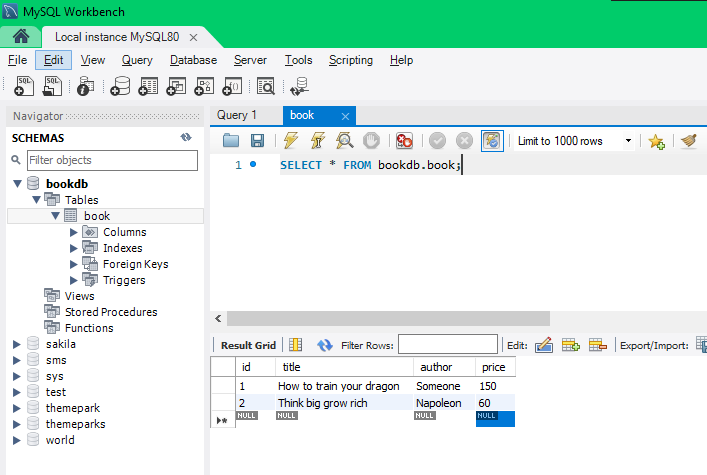 MySQL Workbench
Local instance MySQL80
File Edit View Query Database Server Tools Scripting Help
SQL SQL
Navigator
SCHEMAS
Filter objects
bookdb
Tables
book
Columns
Indexes
Foreign Keys
Triggers
Views
Stored Procedures
Functions
sakila
sms
sys
test
themepark
themeparks
world
Query 1 book
Limit to 1000 rows
1 SELECT * FROM bookdb.book;
Result Grid Filter Rows: Edit: Export/Import:
id title author price
1 How to train your dragon Someone 150
2 Think big grow rich Napoleon 60
NULL NULL NULL NULL